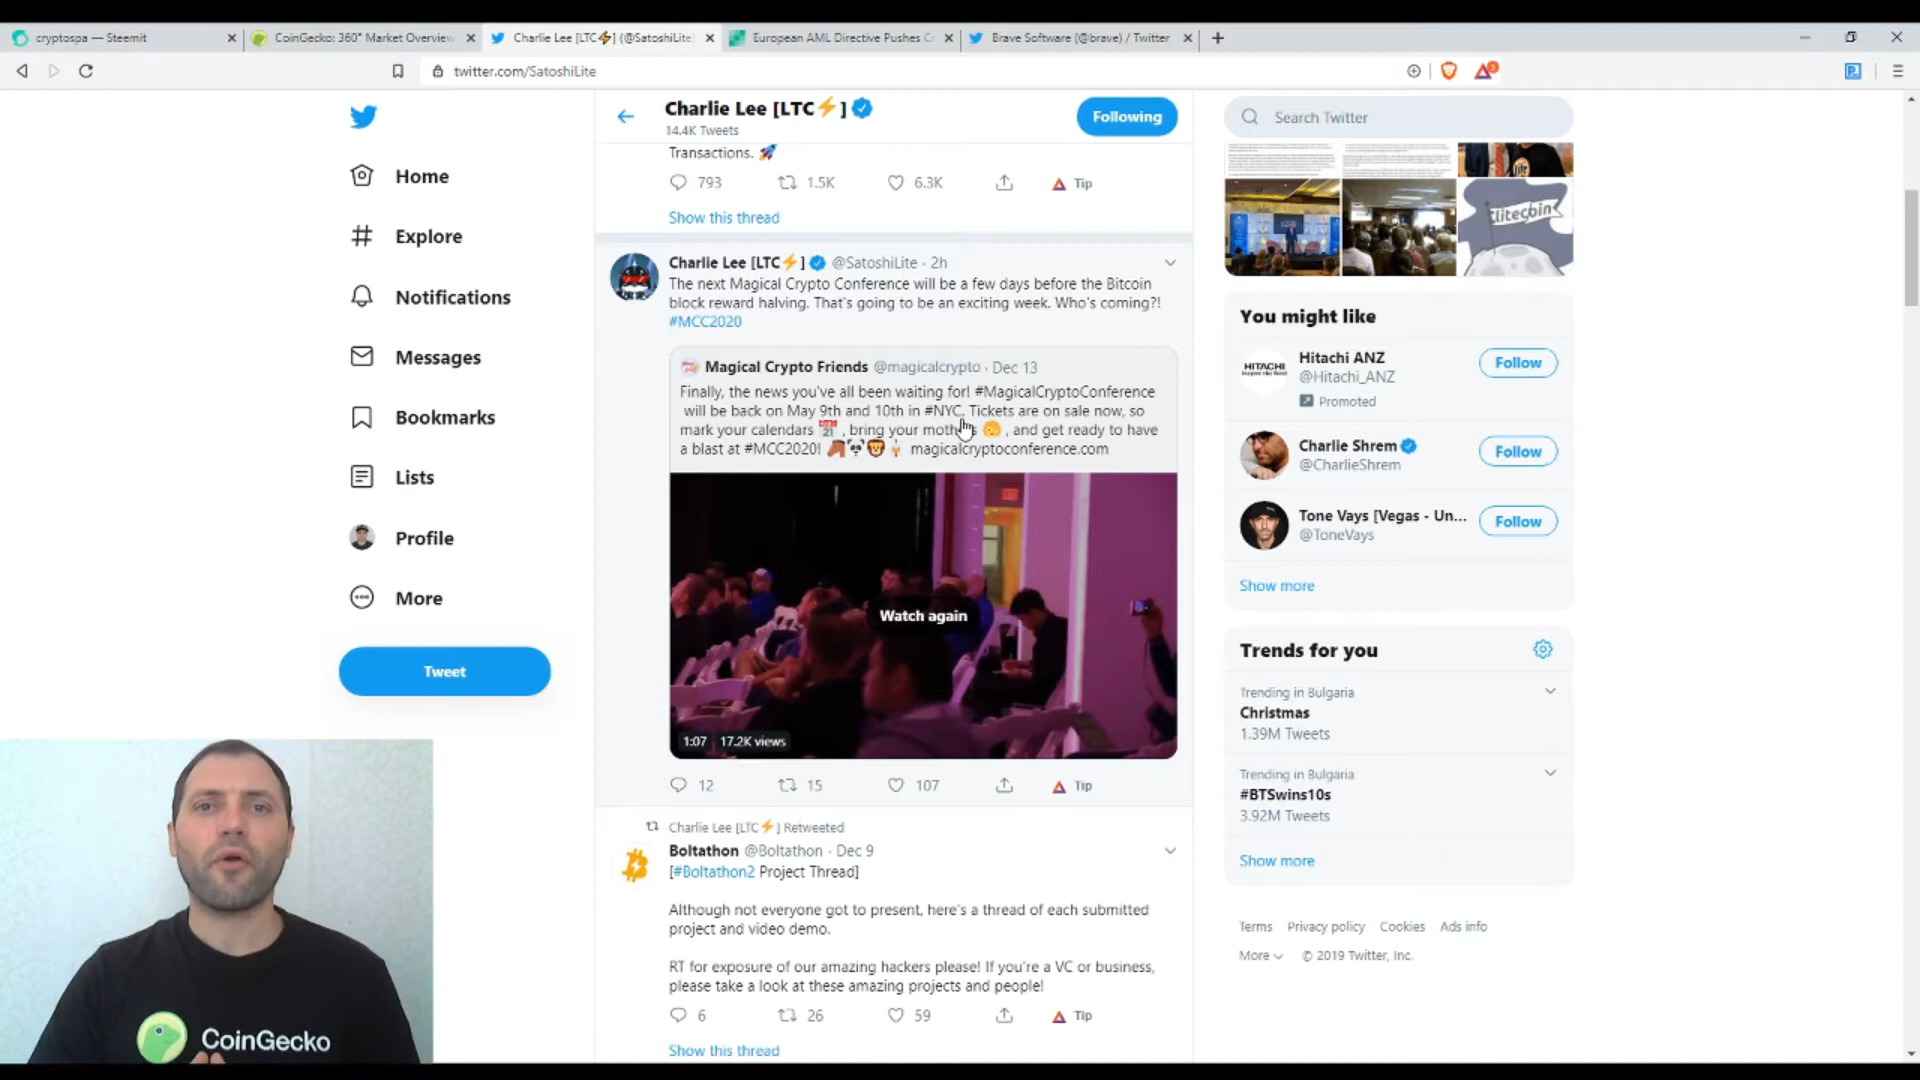 cryptospa — Steemit
CoinGecko: 360° Market Overview
Charlie Lee [LTC⚡] (@SatoshiLite
European AML Directive Pushes C
Brave Software (@brave) / Twitter
twitter.com/SatoshiLite
Charlie Lee [LTC⚡]
14.4K Tweets
Following
Search Twitter
Home
Explore
Notifications
Messages
Bookmarks
Lists
Profile
More
Tweet
Transactions. 🚀
793 1.5K 6.3K Tip
Show this thread
Charlie Lee [LTC⚡] @SatoshiLite · 2h
The next Magical Crypto Conference will be a few days before the Bitcoin
block reward halving. That's going to be an exciting week. Who's coming?!
#MCC2020
Magical Crypto Friends @magicalcrypto · Dec 13
Finally, the news you've all been waiting for! #MagicalCryptoConference
will be back on May 9th and 10th in #NYC. Tickets are on sale now, so
mark your calendars 📅 , bring your mothers 👵 , and get ready to have
a blast at #MCC2020! 🐴🐼🦁 magicalcryptoconference.com
Watch again
1:07 17.2K views
12 15 107 Tip
Charlie Lee [LTC⚡] Retweeted
Boltathon @Boltathon · Dec 9
[#Boltathon2 Project Thread]
Although not everyone got to present, here's a thread of each submitted
project and video demo.
RT for exposure of our amazing hackers please! If you're a VC or business,
please take a look at these amazing projects and people!
6 26 59 Tip
Show this thread
litecoin
You might like
HITACHI
Hitachi ANZ
@Hitachi_ANZ
Promoted
Follow
Charlie Shrem
@CharlieShrem
Follow
Tone Vays [Vegas - Un...
@ToneVays
Follow
Show more
Trends for you
Trending in Bulgaria
Christmas
1.39M Tweets
Trending in Bulgaria
#BTSwins10s
3.92M Tweets
Show more
Terms Privacy policy Cookies Ads info
More © 2019 Twitter, Inc.
CoinGecko